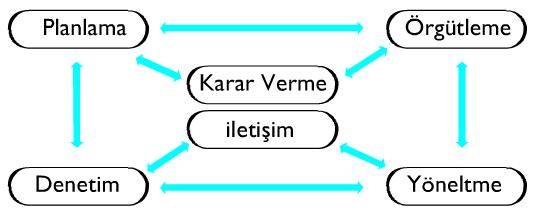 Planlama
Örgütleme
Karar Verme
iletişim
Denetim
Yöneltme